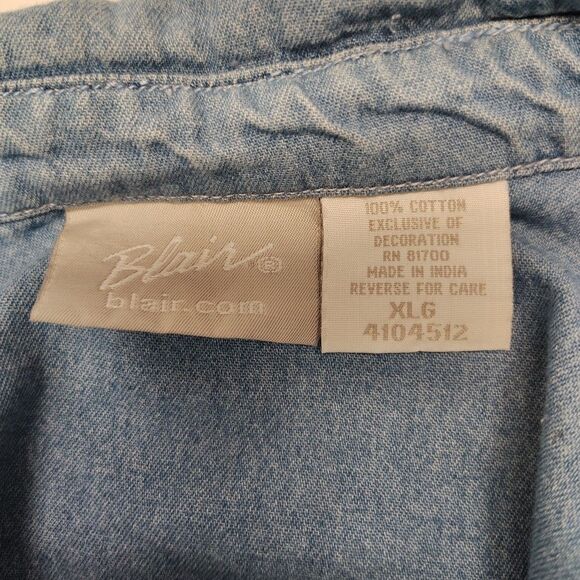 Blair®
blair.com
100% COTTON
EXCLUSIVE OF
DECORATION
RN 81700
MADE IN INDIA
REVERSE FOR CARE
XLG
4104512